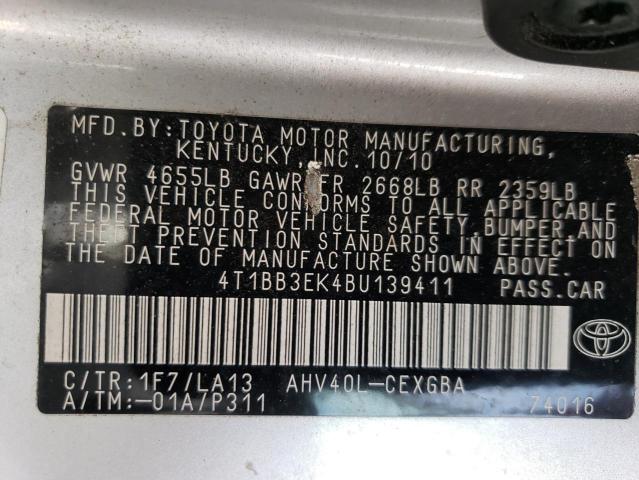 MFD.BY:TOYOTA MOTOR MANUFACTURING,
KENTUCKY,INC.10/10
GVWR 4655LB GAWR FR 2668LB RR 2359LB
THIS VEHICLE CONFORMS TO ALL APPLICABLE
FEDERAL MOTOR VEHICLE SAFETY,BUMPER,AND
THEFT PREVENTION STANDARDS IN EFFECT ON
THE DATE OF MANUFACTURE SHOWN ABOVE.
4T1BB3EK4BU139411 PASS.CAR
C/TR:1F7/LA13 AHV40L-CEXGBA
A/TM:-01A/P311 74016